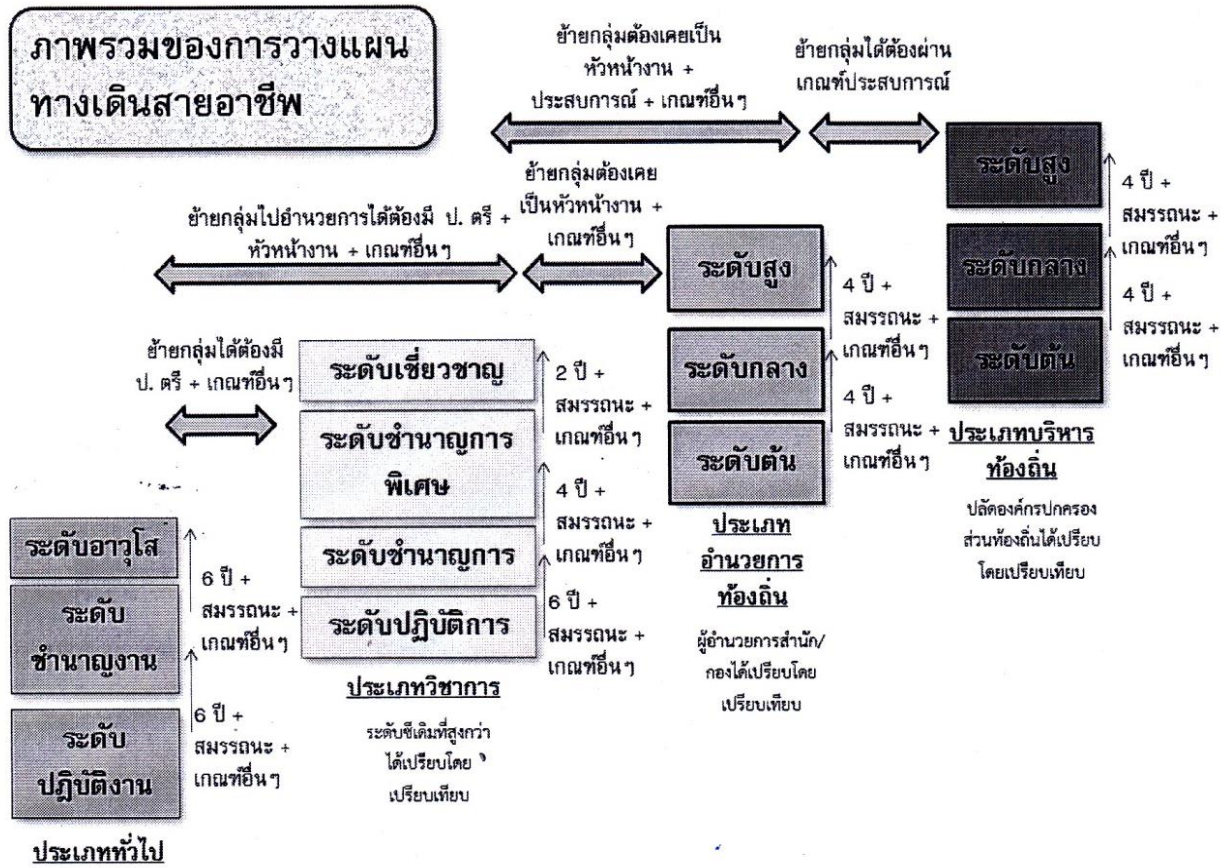 ภาพรวมของการวางแผน
ทางเดินสายอาชีพ
ย้ายกลุ่มต้องเคยเป็น
หัวหน้างาน +
ประสบการณ์ + เกณฑ์อื่นๆ
ย้ายกลุ่มได้ต้องผ่าน
เกณฑ์ประสบการณ์
ย้ายกลุ่มไปอำนวยการได้ต้องมี ป. ตรี +
หัวหน้างาน + เกณฑ์อื่นๆ
ย้ายกลุ่มต้องเคย
เป็นหัวหน้างาน +
เกณฑ์อื่นๆ
ย้ายกลุ่มได้ต้องมี
ป. ตรี + เกณฑ์อื่นๆ
ระดับอาวุโส
ระดับ
ชำนาญงาน
ระดับ
ปฏิบัติงาน
6 ปี +
สมรรถนะ +
เกณฑ์อื่นๆ
6 ปี +
สมรรถนะ +
เกณฑ์อื่นๆ
ประเภททั่วไป
ระดับเชี่ยวชาญ
ระดับชำนาญการ
พิเศษ
ระดับชำนาญการ
ระดับปฏิบัติการ
2 ปี +
สมรรถนะ +
เกณฑ์อื่นๆ
4 ปี +
สมรรถนะ +
เกณฑ์อื่นๆ
6 ปี +
สมรรถนะ +
เกณฑ์อื่นๆ
ประเภทวิชาการ
ระดับซีเดิมที่สูงกว่า
ได้เปรียบโดย
เปรียบเทียบ
ระดับสูง
ระดับกลาง
ระดับต้น
4 ปี +
สมรรถนะ +
เกณฑ์อื่นๆ
4 ปี +
สมรรถนะ +
เกณฑ์อื่นๆ
ประเภท
อำนวยการ
ท้องถิ่น
ผู้อำนวยการสำนัก/
กองได้เปรียบโดย
เปรียบเทียบ
ระดับสูง
ระดับกลาง
ระดับต้น
4 ปี +
สมรรถนะ +
เกณฑ์อื่นๆ
4 ปี +
สมรรถนะ +
เกณฑ์อื่นๆ
ประเภทบริหาร
ท้องถิ่น
ปลัดองค์กรปกครอง
ส่วนท้องถิ่นได้เปรียบ
โดยเปรียบเทียบ